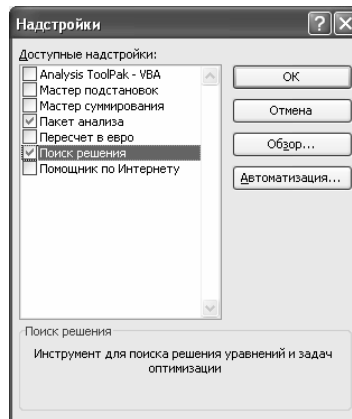 Надстройки
Доступные надстройки:
Analysis ToolPak - VBA
Мастер подстановок
Мастер суммирования
Пакет анализа
Пересчет в евро
Поиск решения
Помощник по Интернету
ОК
Отмена
Обзор...
Автоматизация...
Поиск решения
Инструмент для поиска решения уравнений и задач
оптимизации